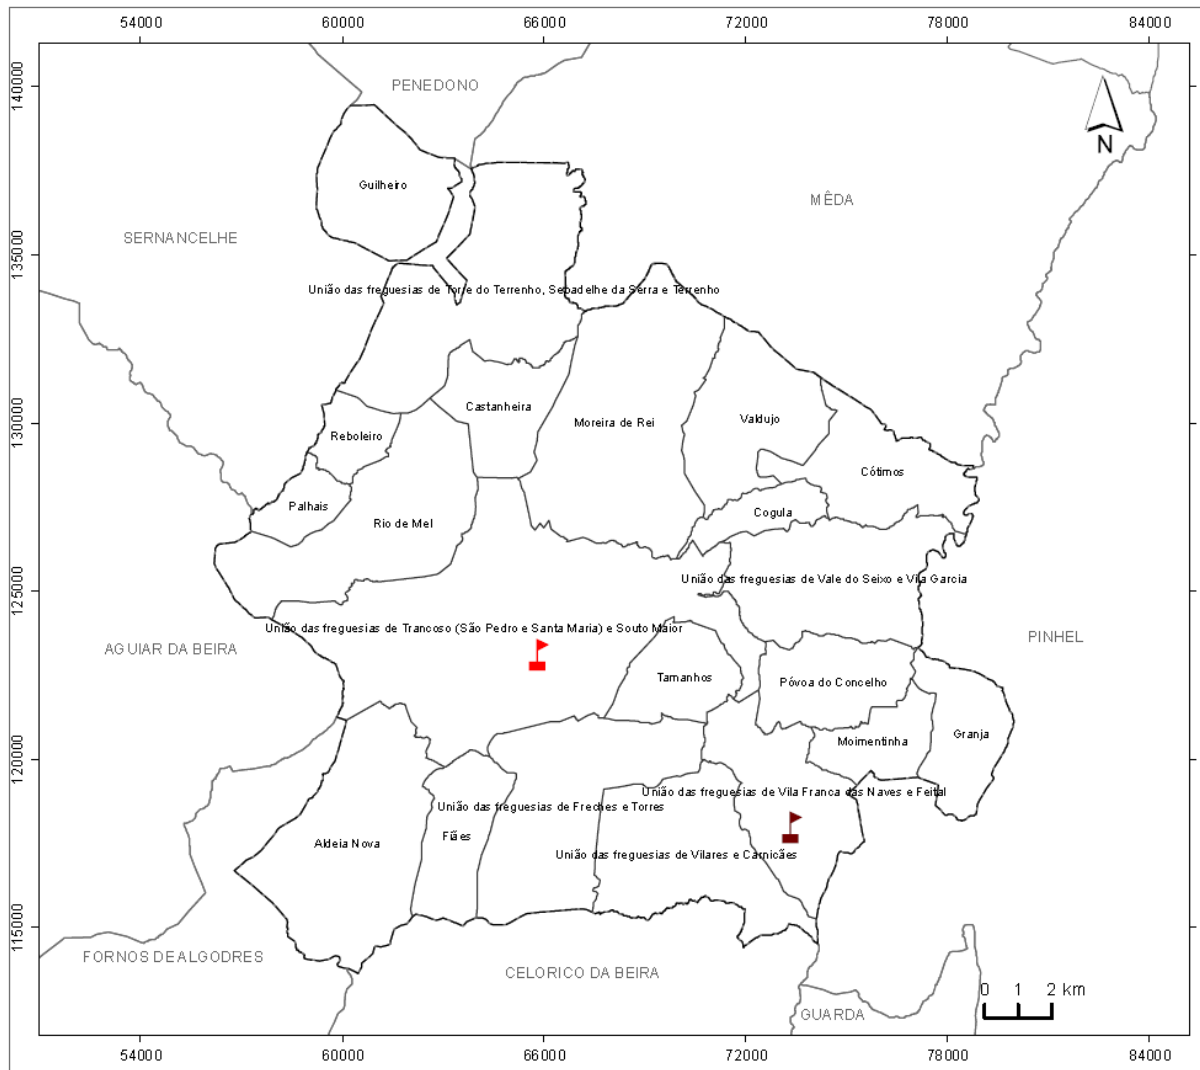 54000 60000 66000 72000 78000 84000
140000
PENEDONO
N
Guilheiro
MÊDA
SERNANCELHE
135000
União das freguesias de Torre do Terrenho, Sebadelhe da Serra e Terrenho
Castanheira
130000
Moreira de Rei
Valdujo
Reboleiro
Cótimos
Palhais
Cogula
Rio de Mel
União das freguesias de Vale do Seixo e Vila Garcia
125000
União das freguesias de Trancoso (São Pedro e Santa Maria) e Souto Maior
PINHEL
AGUIAR DA BEIRA
Tamanhos
Póvoa do Concelho
Granja
Moimentinha
120000
União das freguesias de Vila Franca das Naves e Feital
União das freguesias de Freches e Torres
Fiães
Aldeia Nova
União das freguesias de Vilares e Carnicães
115000
FORNOS DE ALGODRES
CELORICO DA BEIRA
0 1 2 km
GUARDA
54000 60000 66000 72000 78000 84000